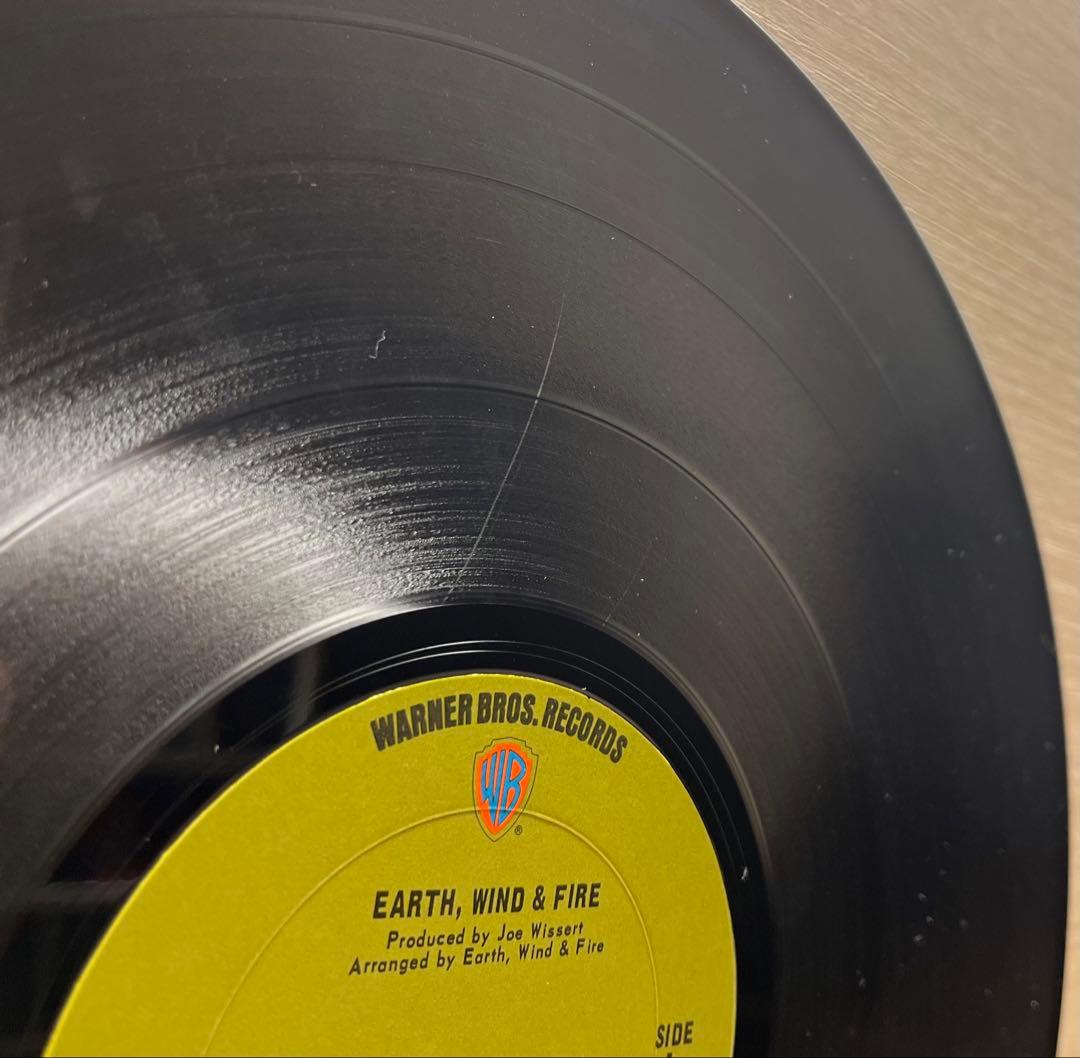 WARNER BROS. RECORDS
WB
®
EARTH, WIND & FIRE
Produced by Joe Wissert
Arranged by Earth, Wind & Fire
SIDE